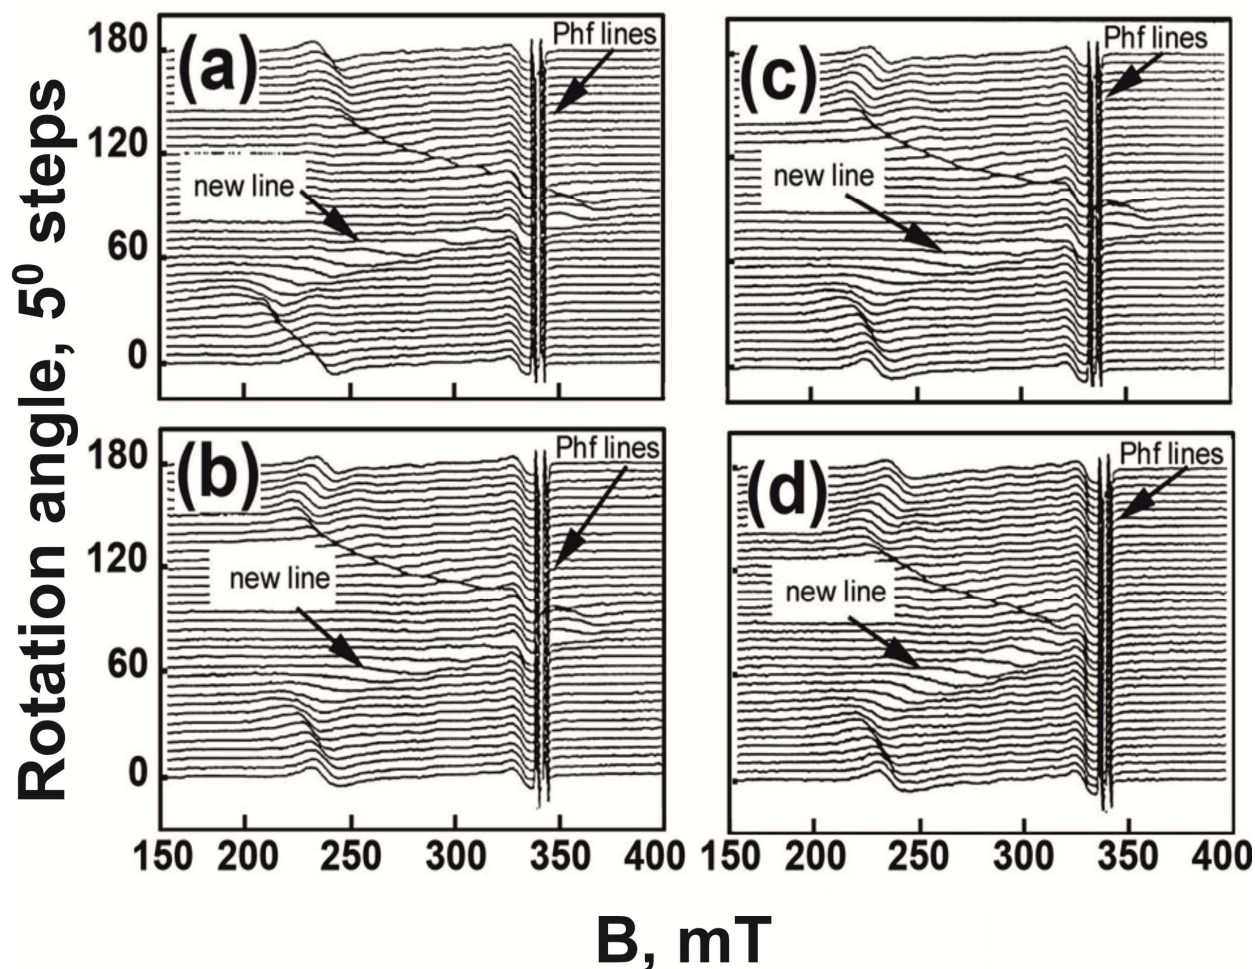 Rotation angle, 5⁰ steps
180
120
60
0
(a)
Phf lines
new line
(c)
Phf lines
new line
180
120
60
0
(b)
Phf lines
new line
(d)
Phf lines
new line
150 200 250 300 350 400
150 200 250 300 350 400
B, mT